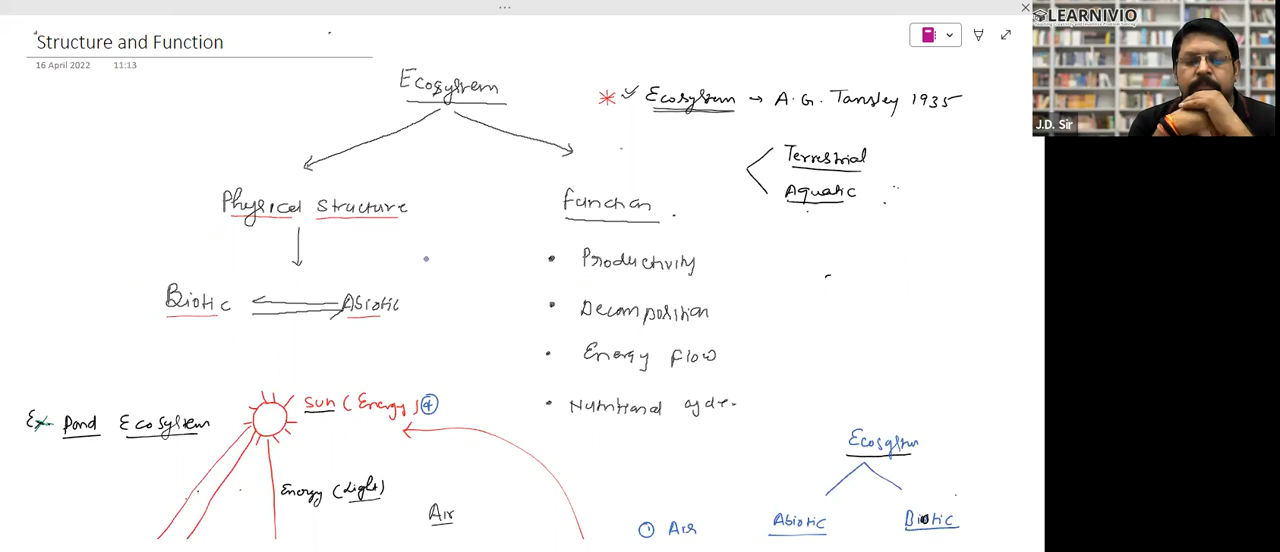 Structure and Function
16 April 2022 11:13
LEARNIVIO
J.D. Sir
Ecosystem
Ecosystem → A. G. Tansley 1935
Terrestrial
Aquatic
Physical Structure
Function
Biotic
Abiotic
• Productivity
• Decomposition
• Energy flow
• Nutritional
Ex Pond Ecosystem
Sun (Energy) 4
Energy (Light)
Air
Ecosystem
Abiotic
Biotic
① Air